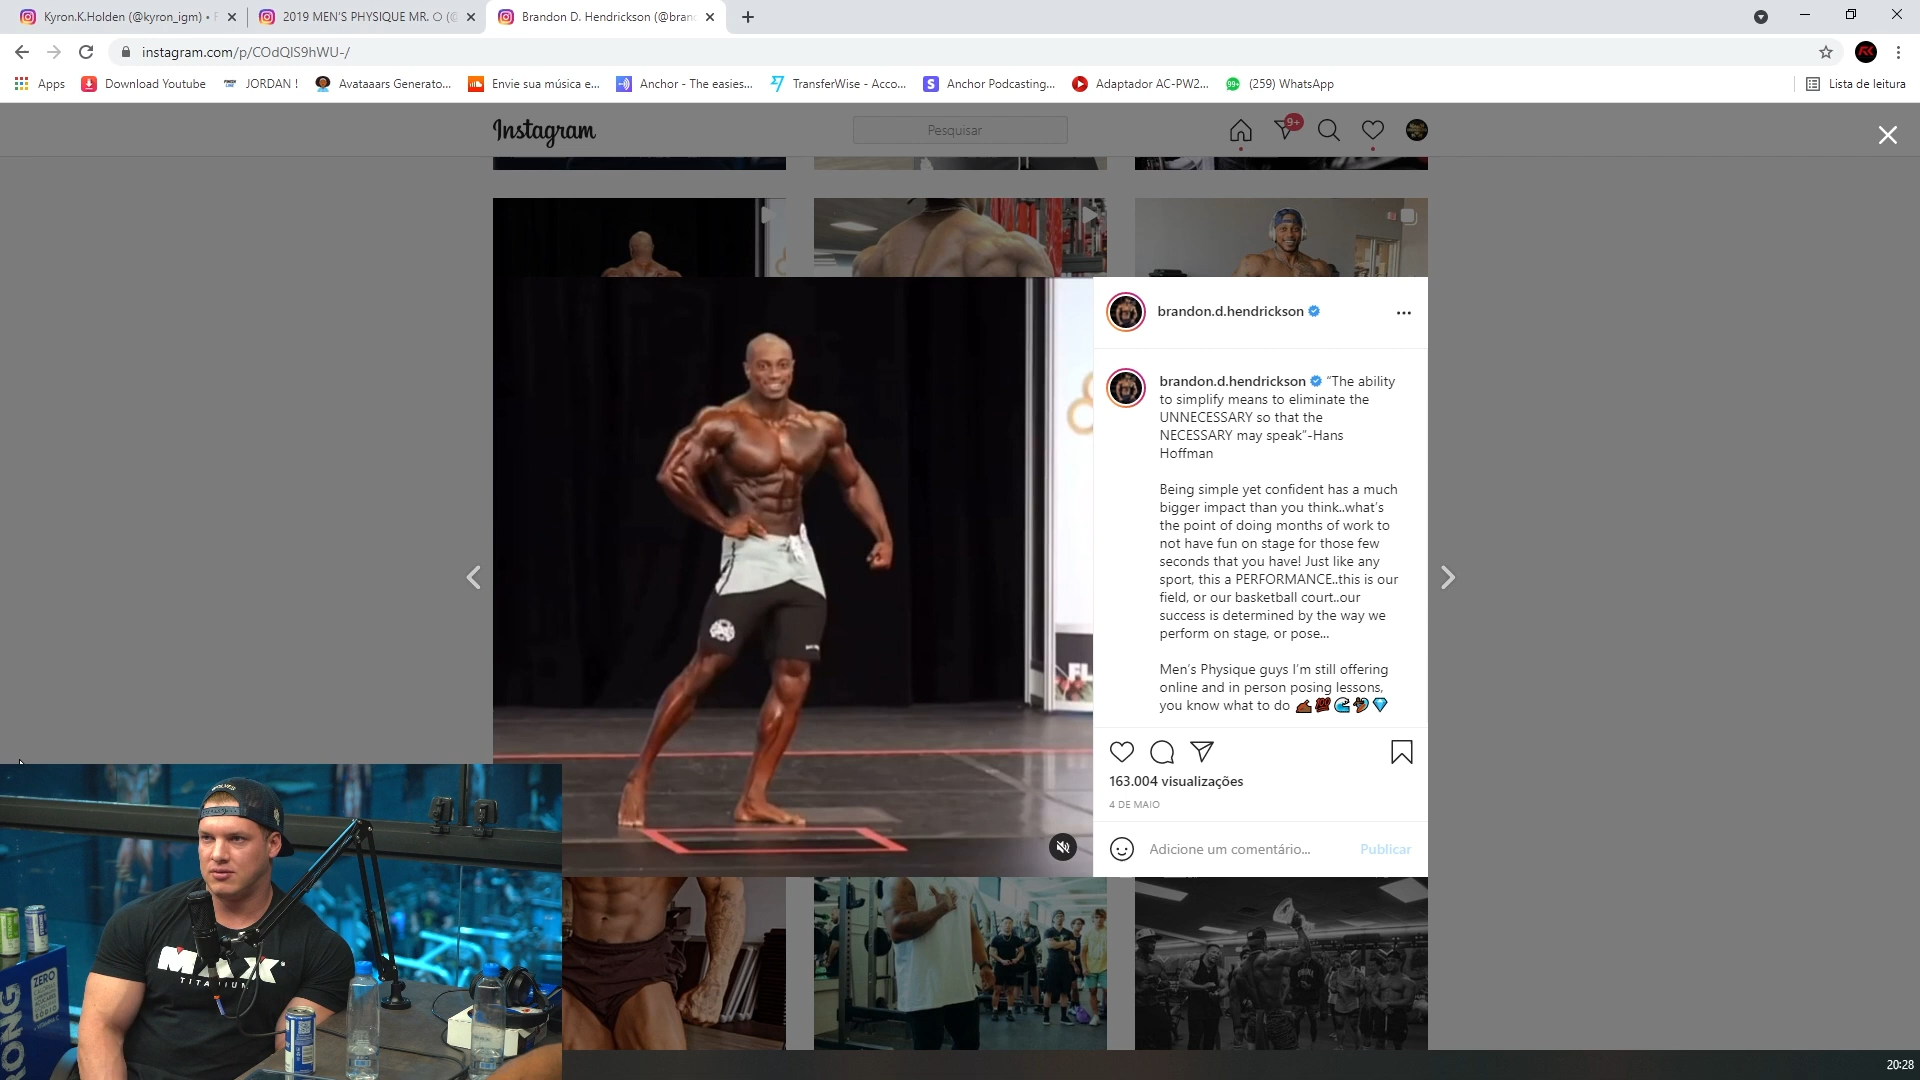 Kyron.K.Holden (@kyron_igm) •
2019 MEN'S PHYSIQUE MR. O (@
Brandon D. Hendrickson (@bran
instagram.com/p/COdQIS9hWU-/
Apps
Download Youtube
JORDAN !
Avataaars Generato...
Envie sua música e...
Anchor - The easies...
TransferWise - Acco...
Anchor Podcasting...
Adaptador AC-PW2...
(259) WhatsApp
Lista de leitura
Instagram
Pesquisar
9+
brandon.d.hendrickson
...
brandon.d.hendrickson "The ability
to simplify means to eliminate the
UNNECESSARY so that the
NECESSARY may speak"-Hans
Hoffman
Being simple yet confident has a much
bigger impact than you think..what's
the point of doing months of work to
not have fun on stage for those few
seconds that you have! Just like any
sport, this a PERFORMANCE..this is our
field, or our basketball court..our
success is determined by the way we
perform on stage, or pose...
Men's Physique guys I'm still offering
online and in person posing lessons,
you know what to do
163.004 visualizações
4 DE MAIO
Adicione um comentário...
Publicar
FL
MAX
TITANIUM
ZERO
20:28